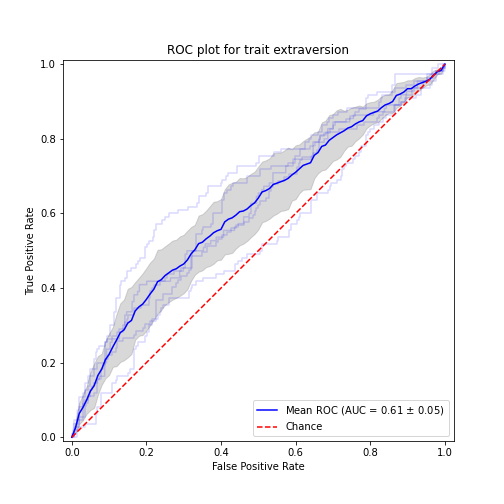 ROC plot for trait extraversion
1.0
0.8
0.6
0.4
0.2
0.0
True Positive Rate
Mean ROC (AUC = 0.61 ± 0.05)
Chance
0.0 0.2 0.4 0.6 0.8 1.0
False Positive Rate